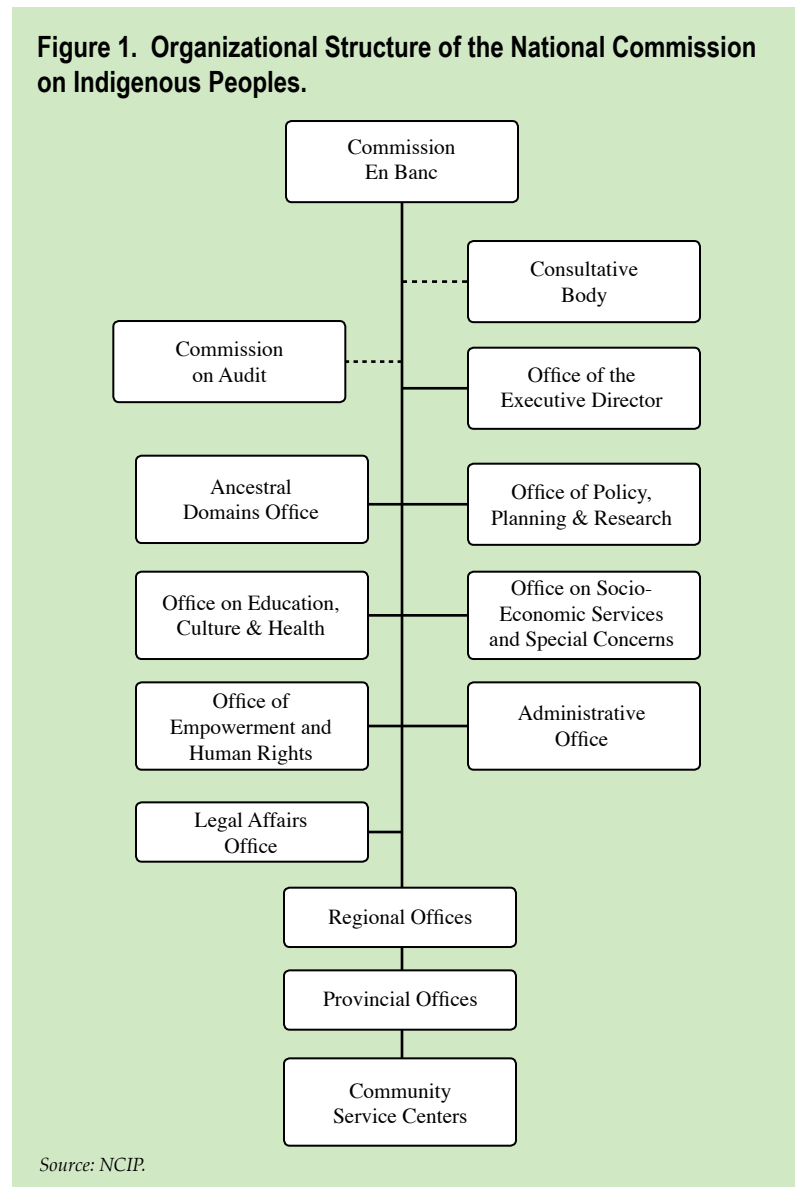 Figure 1. Organizational Structure of the National Commission
on Indigenous Peoples.
Commission
En Banc
Consultative
Body
Commission
on Audit
Office of the
Executive Director
Ancestral
Domains Office
Office of Policy,
Planning & Research
Office on Education,
Culture & Health
Office on Socio-
Economic Services
and Special Concerns
Office of
Empowerment and
Human Rights
Administrative
Office
Legal Affairs
Office
Regional Offices
Provincial Offices
Community
Service Centers
Source: NCIP.